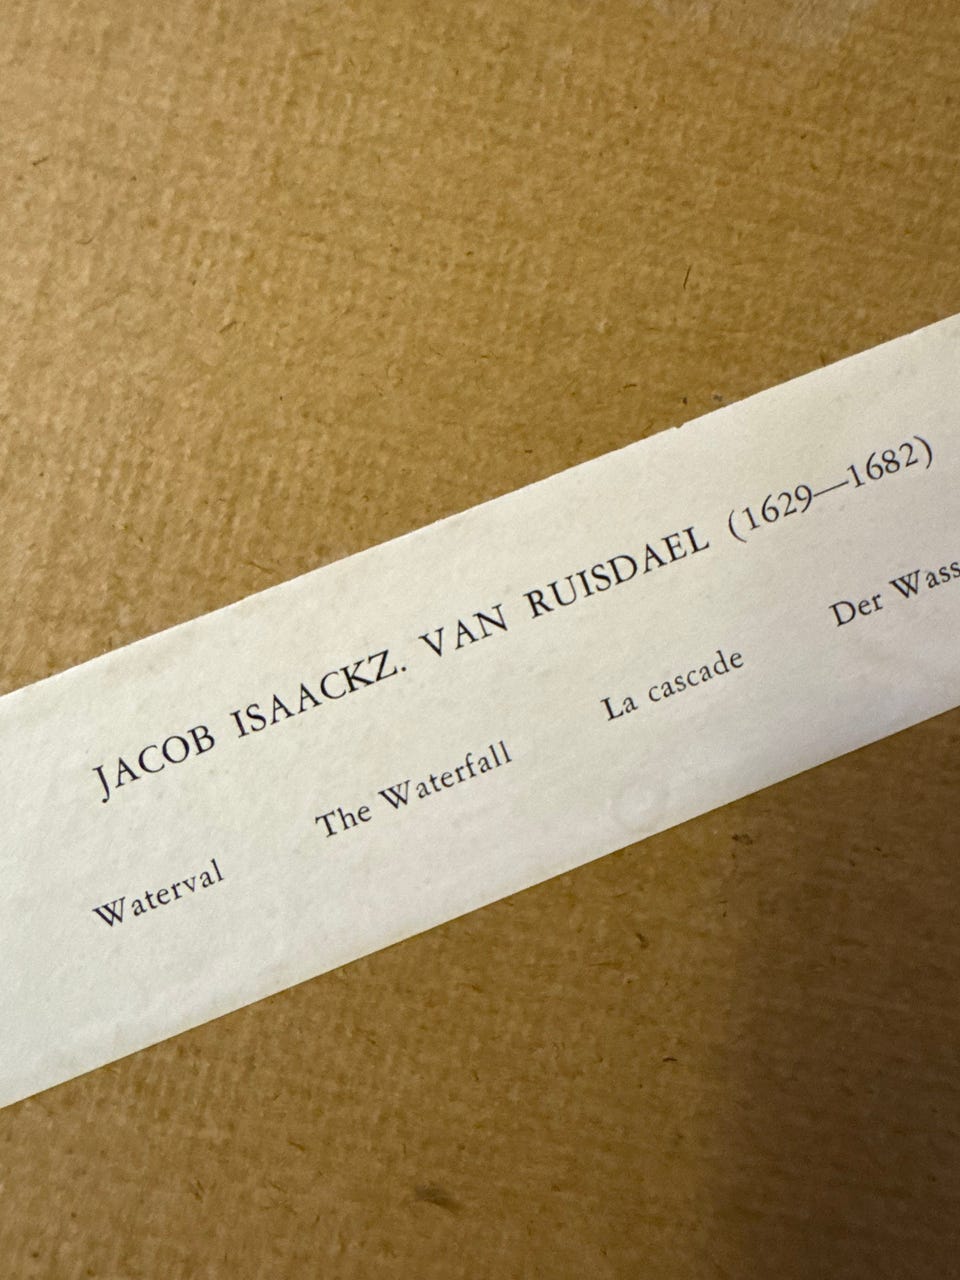 JACOB ISAACKZ. VAN RUISDAEL (1629—1682)
Waterval The Waterfall La cascade Der Wass